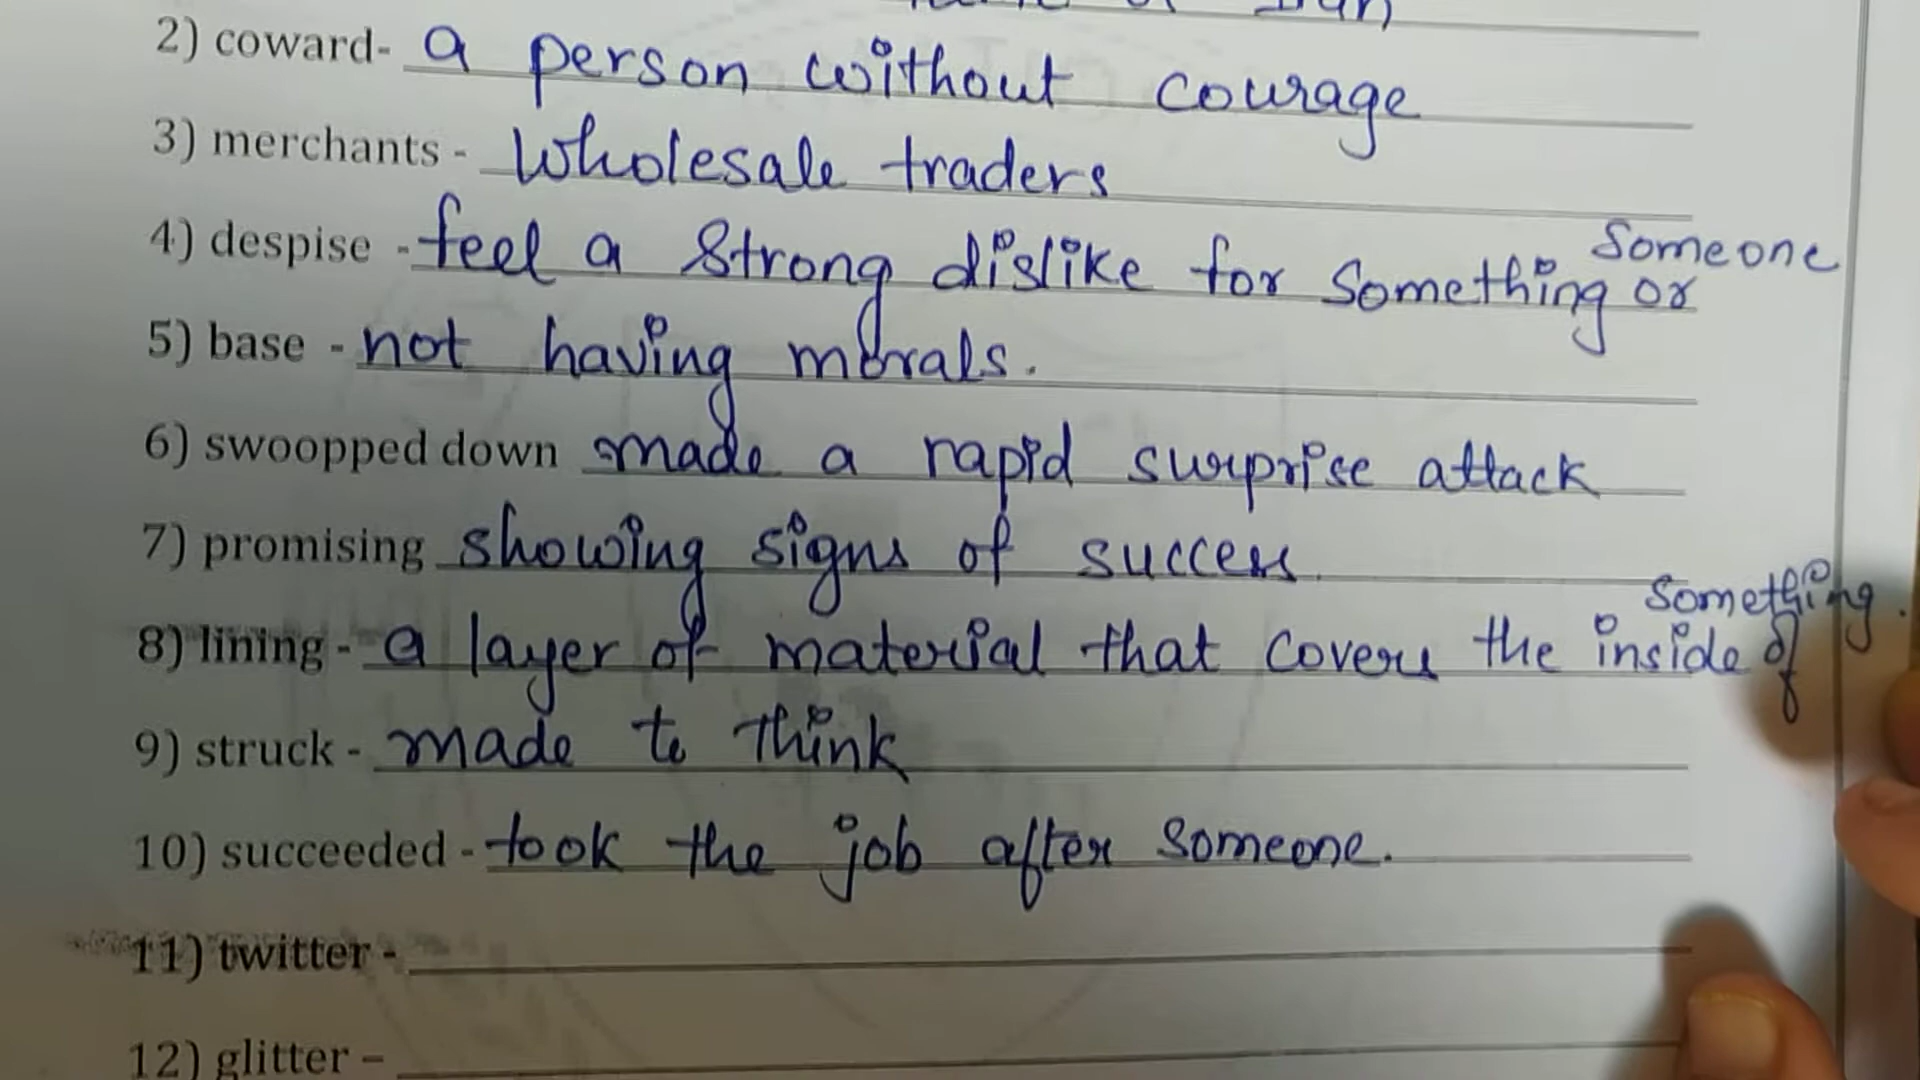 2) coward- a person without courage
3) merchants - Wholesale traders
4) despise - feel a strong dislike for something or someone
5) base - not having morals.
6) swoopped down made a rapid surprise attack
7) promising showing signs of success
8) lining - a layer of material that covers the inside of something.
9) struck - made to think
10) succeeded - took the job after someone.
11) twitter -
12) glitter –